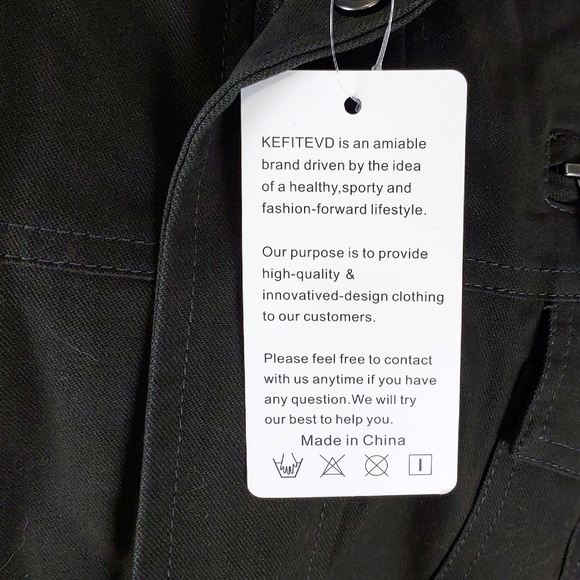 KEFITEVD is an amiable
brand driven by the idea
of a healthy,sporty and
fashion-forward lifestyle.
Our purpose is to provide
high-quality &
innovatived-design clothing
to our customers.
Please feel free to contact
with us anytime if you have
any question.We will try
our best to help you.
Made in China